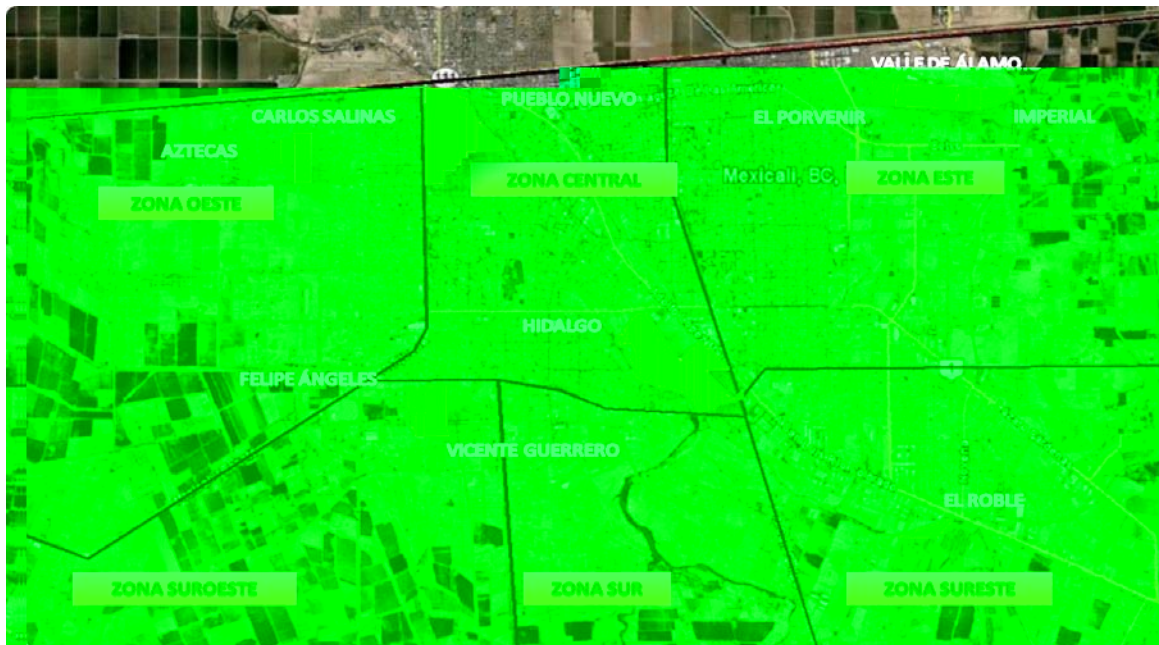 VALLE DE ÁLAMO
PUEBLO NUEVO
CARLOS SALINAS
EL PORVENIR
IMPERIAL
AZTECAS
ZONA CENTRAL
Mexicali, BC,
ZONA ESTE
ZONA OESTE
HIDALGO
FELIPE ÁNGELES
VICENTE GUERRERO
EL ROBLE
ZONA SUROESTE
ZONA SUR
ZONA SURESTE